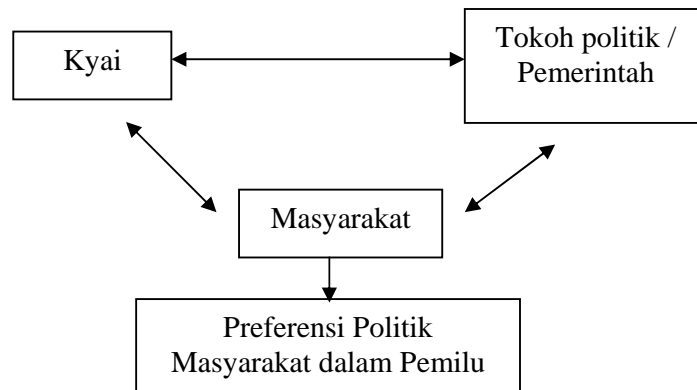 Kyai
Tokoh politik /
Pemerintah
Masyarakat
Preferensi Politik
Masyarakat dalam Pemilu